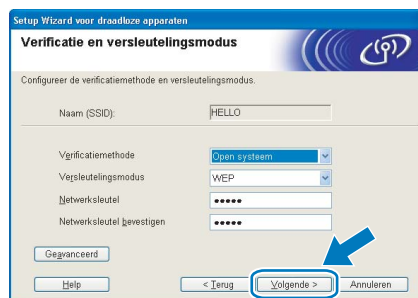 Setup Wizard voor draadloze apparaten
Verificatie en versleutelingsmodus
Configureer de verificatiemethode en versleutelingsmodus.
Naam (SSID): HELLO
Verificatiemethode Open systeem
Versleutelingsmodus WEP
Netwerksleutel •••••
Netwerksleutel bevestigen •••••
Geavanceerd
Help < Terug Volgende > Annuleren